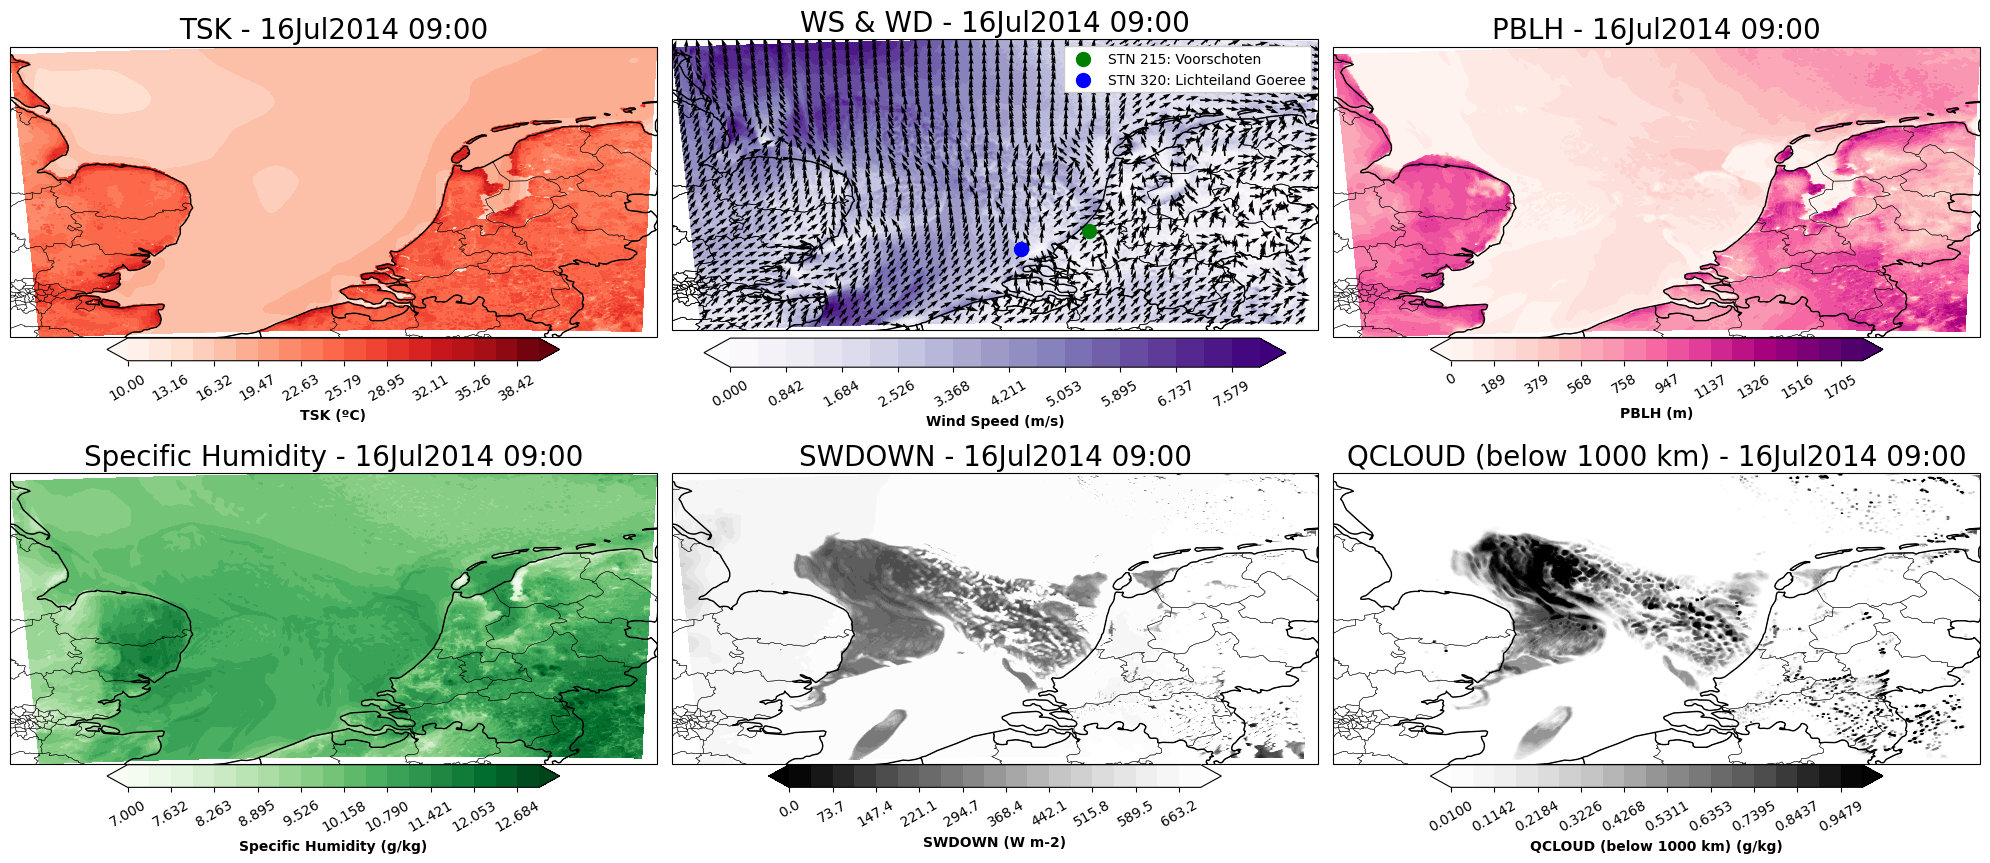 TSK - 16Jul2014 09:00
WS & WD - 16Jul2014 09:00
PBLH - 16Jul2014 09:00
STN 215: Voorschoten
STN 320: Lichteiland Goeree
10.00 13.16 16.32 19.47 22.63 25.79 28.95 32.11 35.26 38.42
TSK (ºC)
0.000 0.842 1.684 2.526 3.368 4.211 5.053 5.895 6.737 7.579
Wind Speed (m/s)
0 189 379 568 758 947 1137 1326 1516 1705
PBLH (m)
Specific Humidity - 16Jul2014 09:00
SWDOWN - 16Jul2014 09:00
QCLOUD (below 1000 km) - 16Jul2014 09:00
7.000 7.632 8.263 8.895 9.526 10.158 10.790 11.421 12.053 12.684
Specific Humidity (g/kg)
0.0 73.7 147.4 221.1 294.7 368.4 442.1 515.8 589.5 663.2
SWDOWN (W m-2)
0.0100 0.1142 0.2184 0.3226 0.4268 0.5311 0.6353 0.7395 0.8437 0.9479
QCLOUD (below 1000 km) (g/kg)